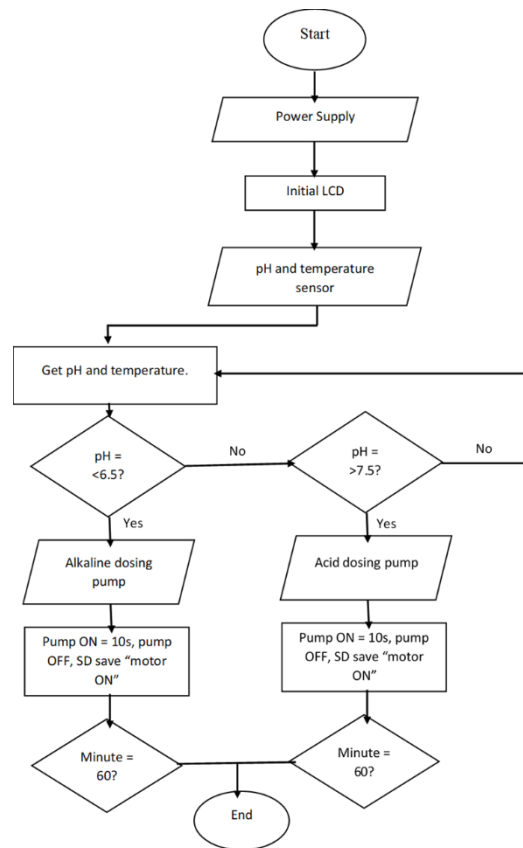 Start
Power Supply
Initial LCD
pH and temperature
sensor
Get pH and temperature.
pH =
<6.5?
No
pH =
>7.5?
No
Yes
Yes
Alkaline dosing
pump
Acid dosing pump
Pump ON = 10s, pump
OFF, SD save “motor
ON”
Pump ON = 10s, pump
OFF, SD save “motor
ON”
Minute =
60?
Minute =
60?
End